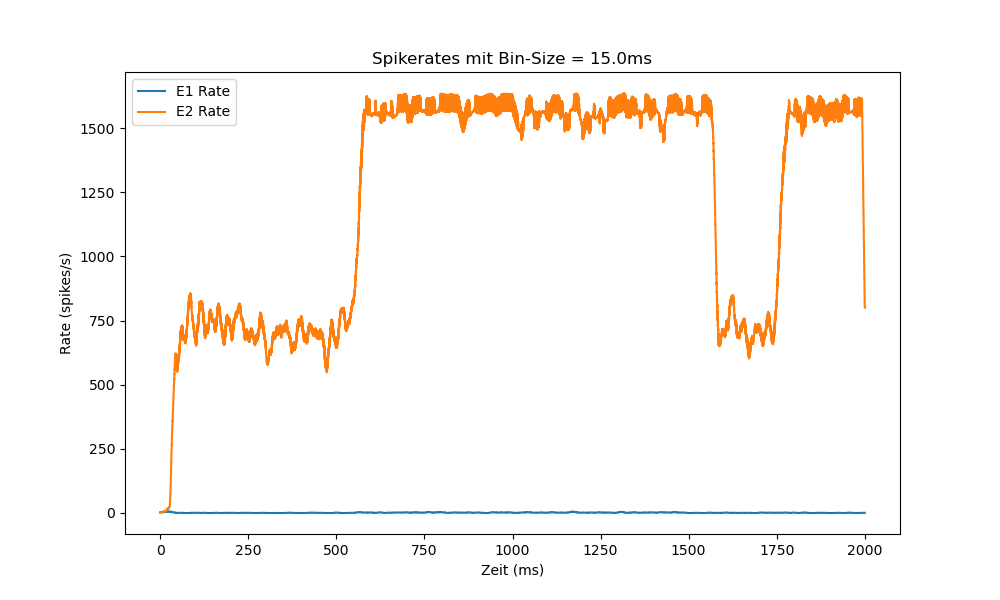 Spikerates mit Bin-Size = 15.0ms
E1 Rate
E2 Rate
1500
1250
1000
750
500
250
0
Rate (spikes/s)
0 250 500 750 1000 1250 1500 1750 2000
Zeit (ms)